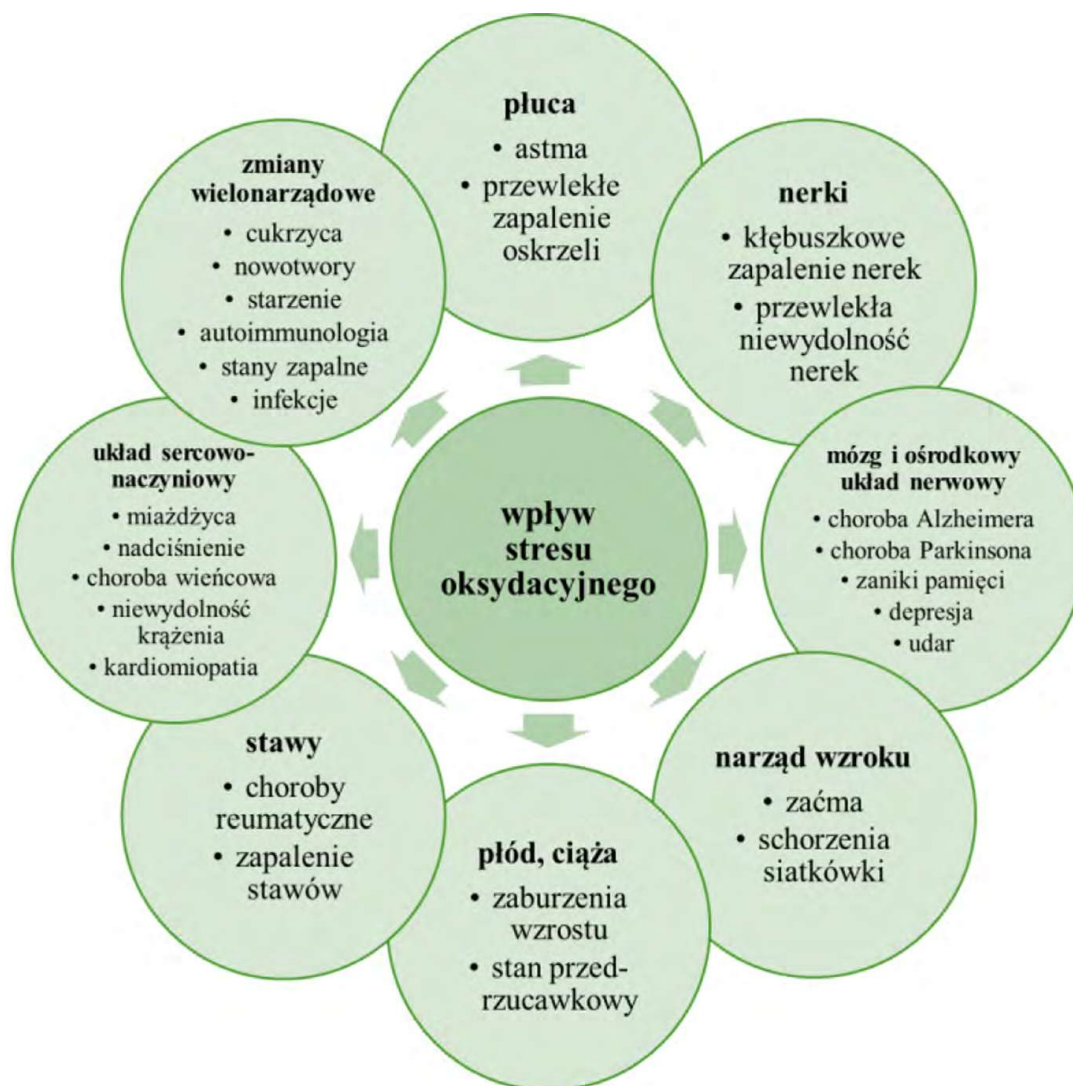 płuca
• astma
• przewlekłe
zapalenie
oskrzeli
nerki
• kłębuszkowe
zapalenie nerek
• przewlekła
niewydolność
nerek
mózg i ośrodkowy
układ nerwowy
• choroba Alzheimera
• choroba Parkinsona
• zaniki pamięci
• depresja
• udar
narząd wzroku
• zaćma
• schorzenia
siatkówki
płód, ciąża
• zaburzenia
wzrostu
• stan przed-
rzucawkowy
stawy
• choroby
reumatyczne
• zapalenie
stawów
układ sercowo-
naczyniowy
• miażdżyca
• nadciśnienie
• choroba wieńcowa
• niewydolność
krążenia
• kardiomiopatia
zmiany
wielonarządowe
• cukrzyca
• nowotwory
• starzenie
• autoimmunologia
• stany zapalne
• infekcje
wpływ
stresu
oksydacyjnego